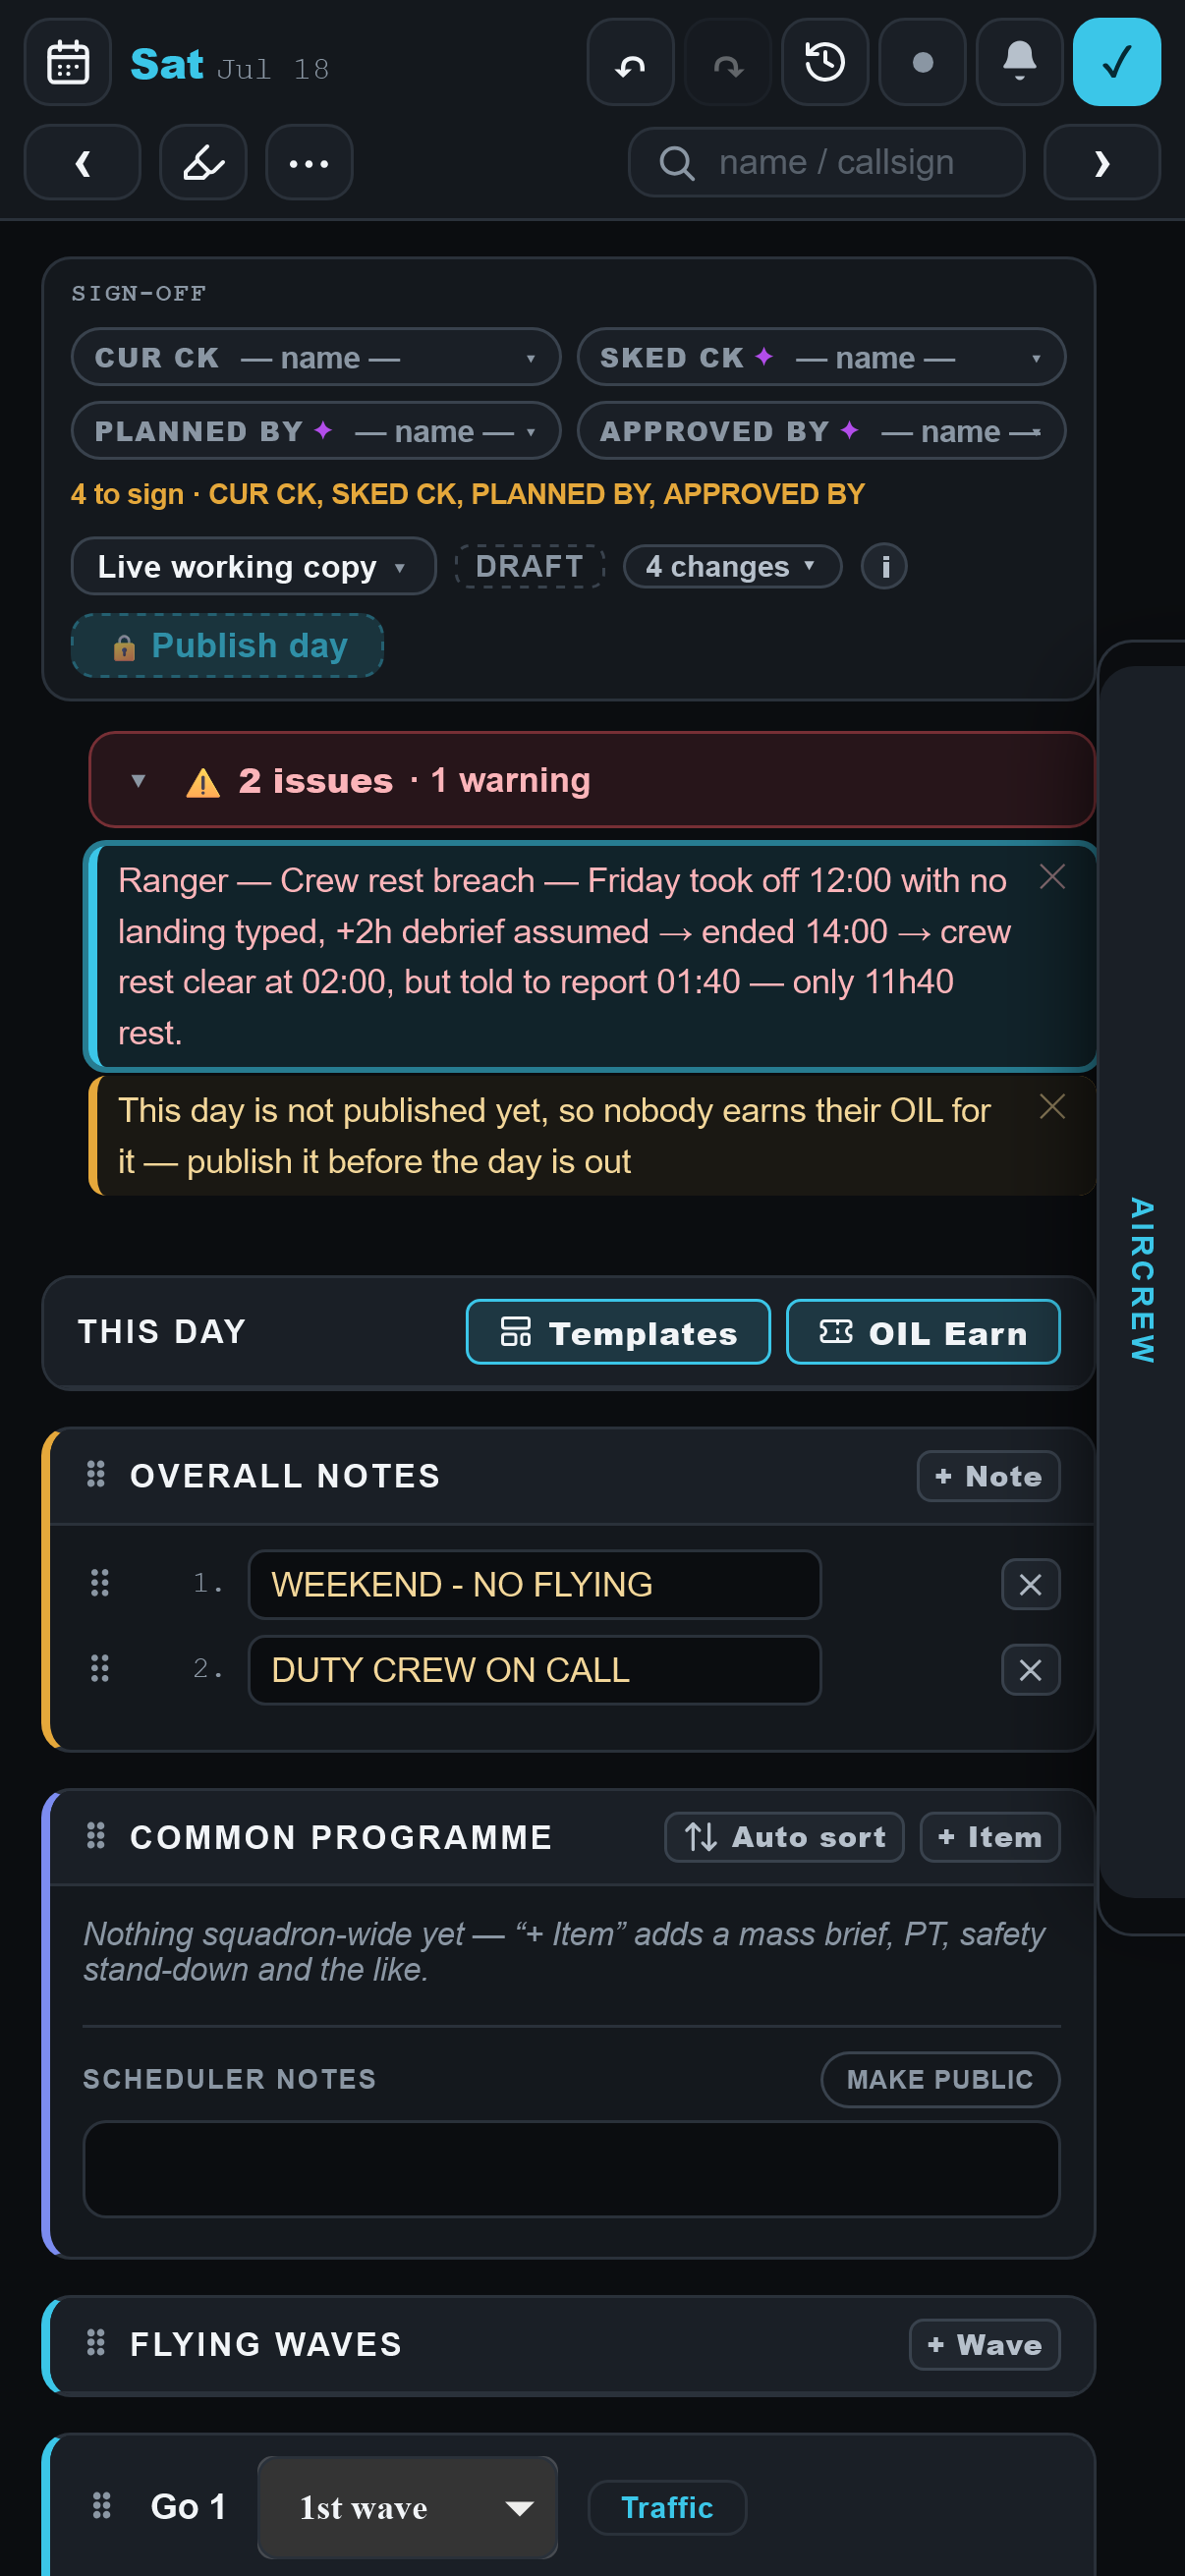 Sat Jul 18
name / callsign
SIGN-OFF
CUR CK — name —
SKED CK ✦ — name —
PLANNED BY ✦ — name —
APPROVED BY ✦ — name —
4 to sign · CUR CK, SKED CK, PLANNED BY, APPROVED BY
Live working copy
DRAFT
4 changes
i
Publish day
2 issues · 1 warning
Ranger — Crew rest breach — Friday took off 12:00 with no
landing typed, +2h debrief assumed → ended 14:00 → crew
rest clear at 02:00, but told to report 01:40 — only 11h40
rest.
This day is not published yet, so nobody earns their OIL for
it — publish it before the day is out
AIRCREW
THIS DAY
Templates
OIL Earn
OVERALL NOTES
+ Note
1. WEEKEND - NO FLYING
2. DUTY CREW ON CALL
COMMON PROGRAMME
Auto sort
+ Item
Nothing squadron-wide yet — “+ Item” adds a mass brief, PT, safety
stand-down and the like.
SCHEDULER NOTES
MAKE PUBLIC
FLYING WAVES
+ Wave
Go 1
1st wave
Traffic